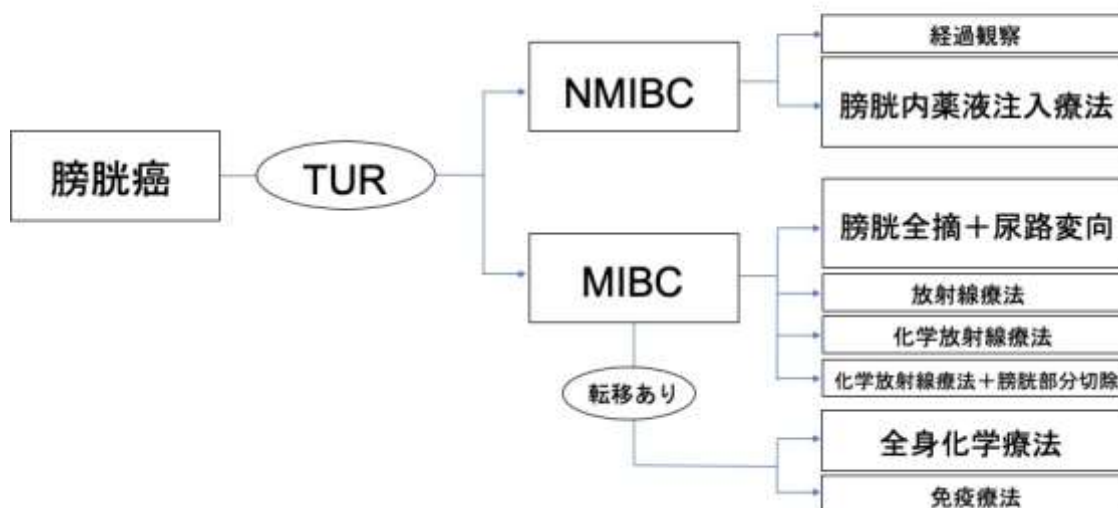 膀胱癌
TUR
NMIBC
経過観察
膀胱内薬液注入療法
MIBC
膀胱全摘＋尿路変向
放射線療法
化学放射線療法
化学放射線療法＋膀胱部分切除
転移あり
全身化学療法
免疫療法